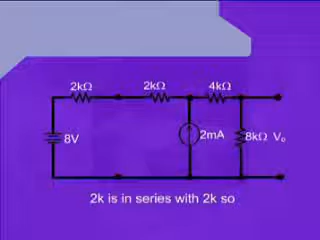 2kΩ 2kΩ 4kΩ
8V 2mA 8kΩ Vₒ
2k is in series with 2k so